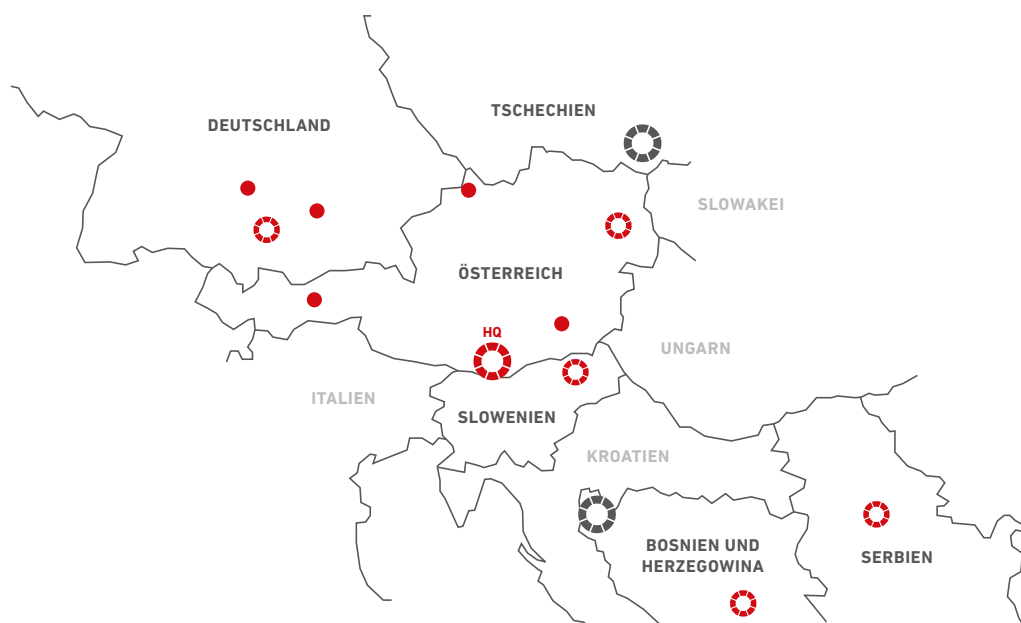 TSCHECHIEN
DEUTSCHLAND
SLOWAKEI
ÖSTERREICH
HQ
UNGARN
ITALIEN
SLOWENIEN
KROATIEN
BOSNIEN UND
HERZEGOWINA
SERBIEN